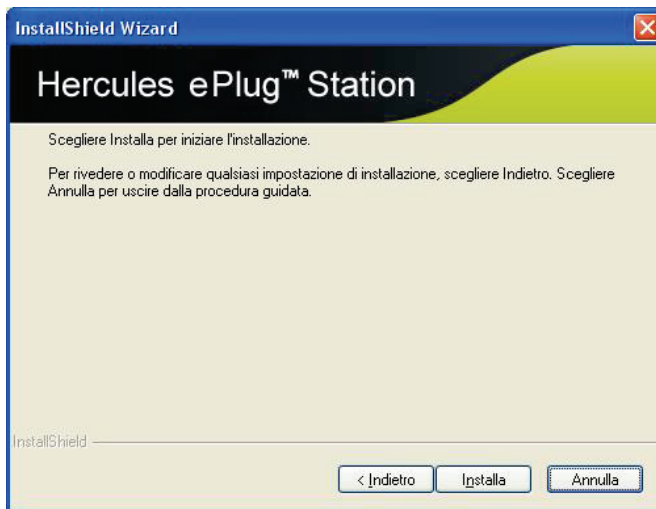 InstallShield Wizard
Hercules ePlug™ Station
Scegliere Installa per iniziare l'installazione.
Per rivedere o modificare qualsiasi impostazione di installazione, scegliere Indietro. Scegliere
Annulla per uscire dalla procedura guidata.
InstallShield
< Indietro
Installa
Annulla